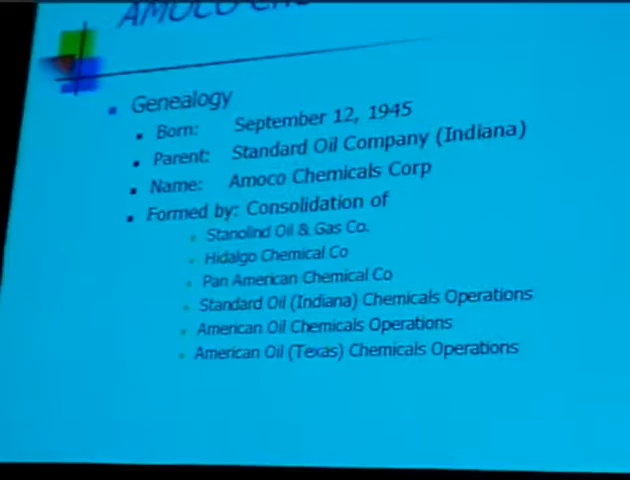 AMOCO
Genealogy
Born: September 12, 1945
Parent: Standard Oil Company (Indiana)
Name: Amoco Chemicals Corp
Formed by: Consolidation of
Stanolind Oil & Gas Co.
Hidalgo Chemical Co
Pan American Chemical Co
Standard Oil (Indiana) Chemicals Operations
American Oil Chemicals Operations
American Oil (Texas) Chemicals Operations